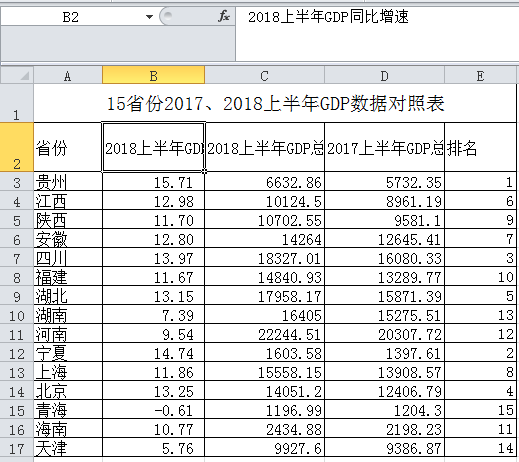 B2 fx 2018上半年GDP同比增速
A B C D E
1 15省份2017、2018上半年GDP数据对照表
2 省份 2018上半年GD 2018上半年GDP总 2017上半年GDP总 排名
3 贵州 15.71 6632.86 5732.35 1
4 江西 12.98 10124.5 8961.19 6
5 陕西 11.70 10702.55 9581.1 9
6 安徽 12.80 14264 12645.41 7
7 四川 13.97 18327.01 16080.33 3
8 福建 11.67 14840.93 13289.77 10
9 湖北 13.15 17958.17 15871.39 5
10 湖南 7.39 16405 15275.51 13
11 河南 9.54 22244.51 20307.72 12
12 宁夏 14.74 1603.58 1397.61 2
13 上海 11.86 15558.15 13908.57 8
14 北京 13.25 14051.2 12406.79 4
15 青海 -0.61 1196.99 1204.3 15
16 海南 10.77 2434.88 2198.23 11
17 天津 5.76 9927.6 9386.87 14